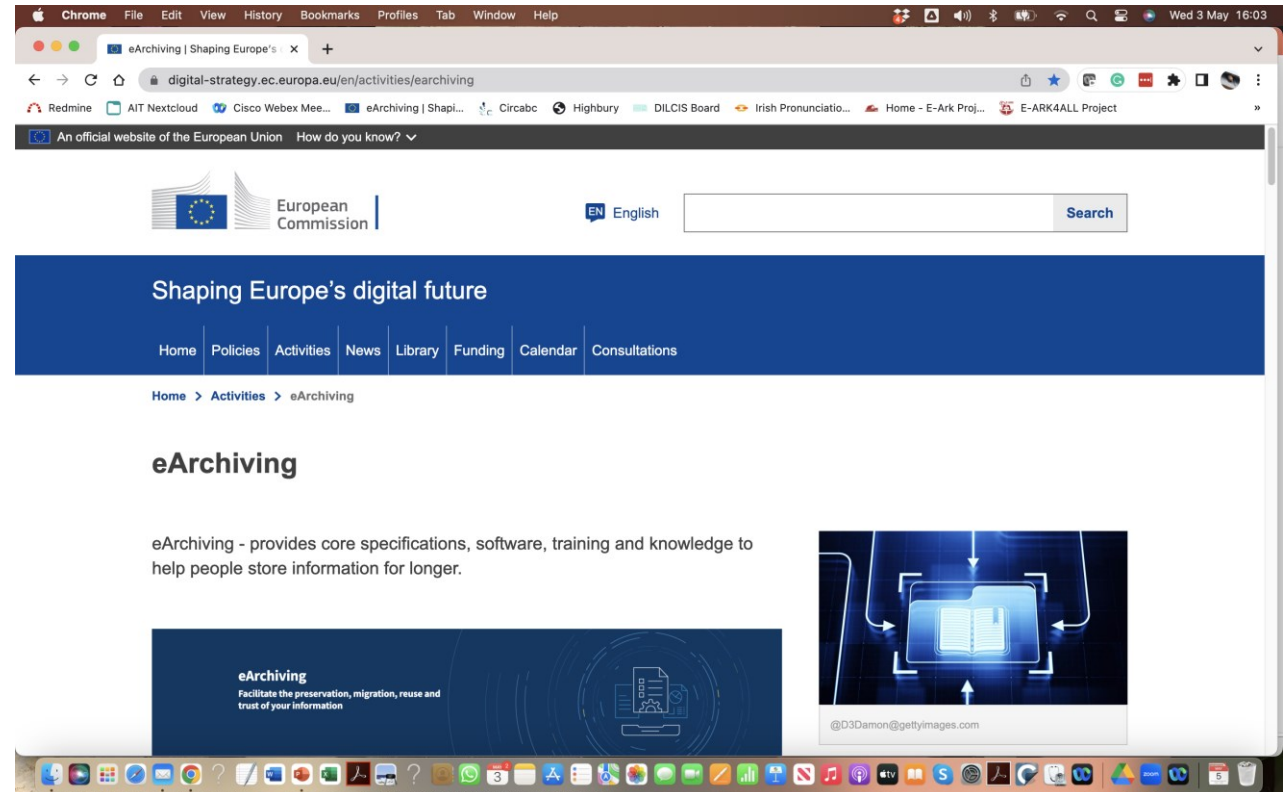 Chrome File Edit View History Bookmarks Profiles Tab Window Help Wed 3 May 16:03
eArchiving | Shaping Europe's
digital-strategy.ec.europa.eu/en/activities/earchiving
Redmine AIT Nextcloud Cisco Webex Mee... eArchiving | Shapi... Circabc Highbury DILCIS Board Irish Pronunciatio... Home - E-Ark Proj... E-ARK4ALL Project »
An official website of the European Union How do you know?
European
Commission
EN English
Search
Shaping Europe's digital future
Home Policies Activities News Library Funding Calendar Consultations
Home > Activities > eArchiving
eArchiving
eArchiving - provides core specifications, software, training and knowledge to
help people store information for longer.
eArchiving
Facilitate the preservation, migration, reuse and
trust of your information
@D3Damon@gettyimages.com